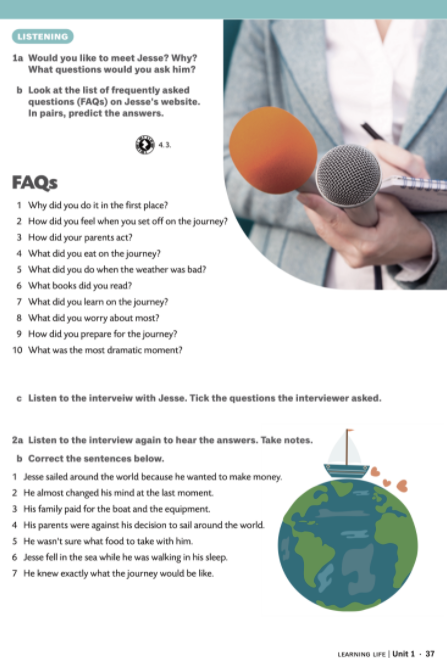 LISTENING
1a Would you like to meet Jesse? Why?
What questions would you ask him?
b Look at the list of frequently asked
questions (FAQs) on Jesse's website.
In pairs, predict the answers.
4.3.
FAQs
1 Why did you do it in the first place?
2 How did you feel when you set off on the journey?
3 How did your parents act?
4 What did you eat on the journey?
5 What did you do when the weather was bad?
6 What books did you read?
7 What did you learn on the journey?
8 What did you worry about most?
9 How did you prepare for the journey?
10 What was the most dramatic moment?
c Listen to the interveiw with Jesse. Tick the questions the interviewer asked.
2a Listen to the interview again to hear the answers. Take notes.
b Correct the sentences below.
1 Jesse sailed around the world because he wanted to make money.
2 He almost changed his mind at the last moment.
3 His family paid for the boat and the equipment.
4 His parents were against his decision to sail around the world.
5 He wasn't sure what food to take with him.
6 Jesse fell in the sea while he was walking in his sleep.
7 He knew exactly what the journey would be like.
LEARNING LIFE | Unit 1 · 37